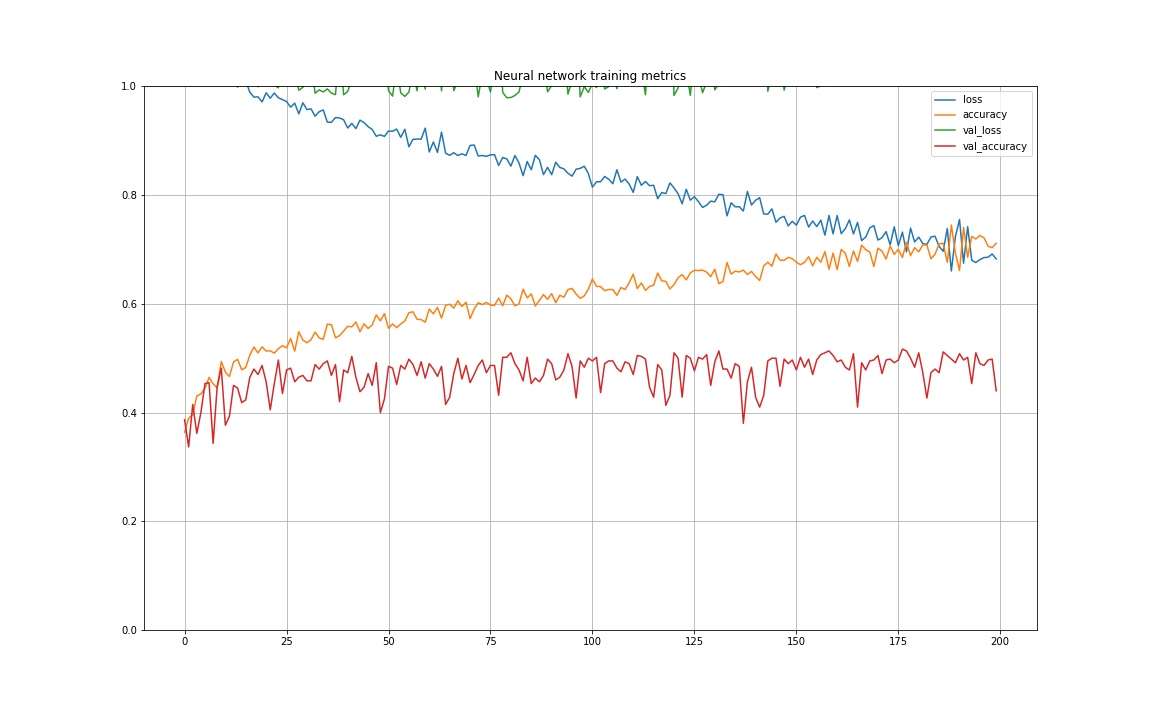 Neural network training metrics
1.0
0.8
0.6
0.4
0.2
0.0
loss
accuracy
val_loss
val_accuracy
0 25 50 75 100 125 150 175 200